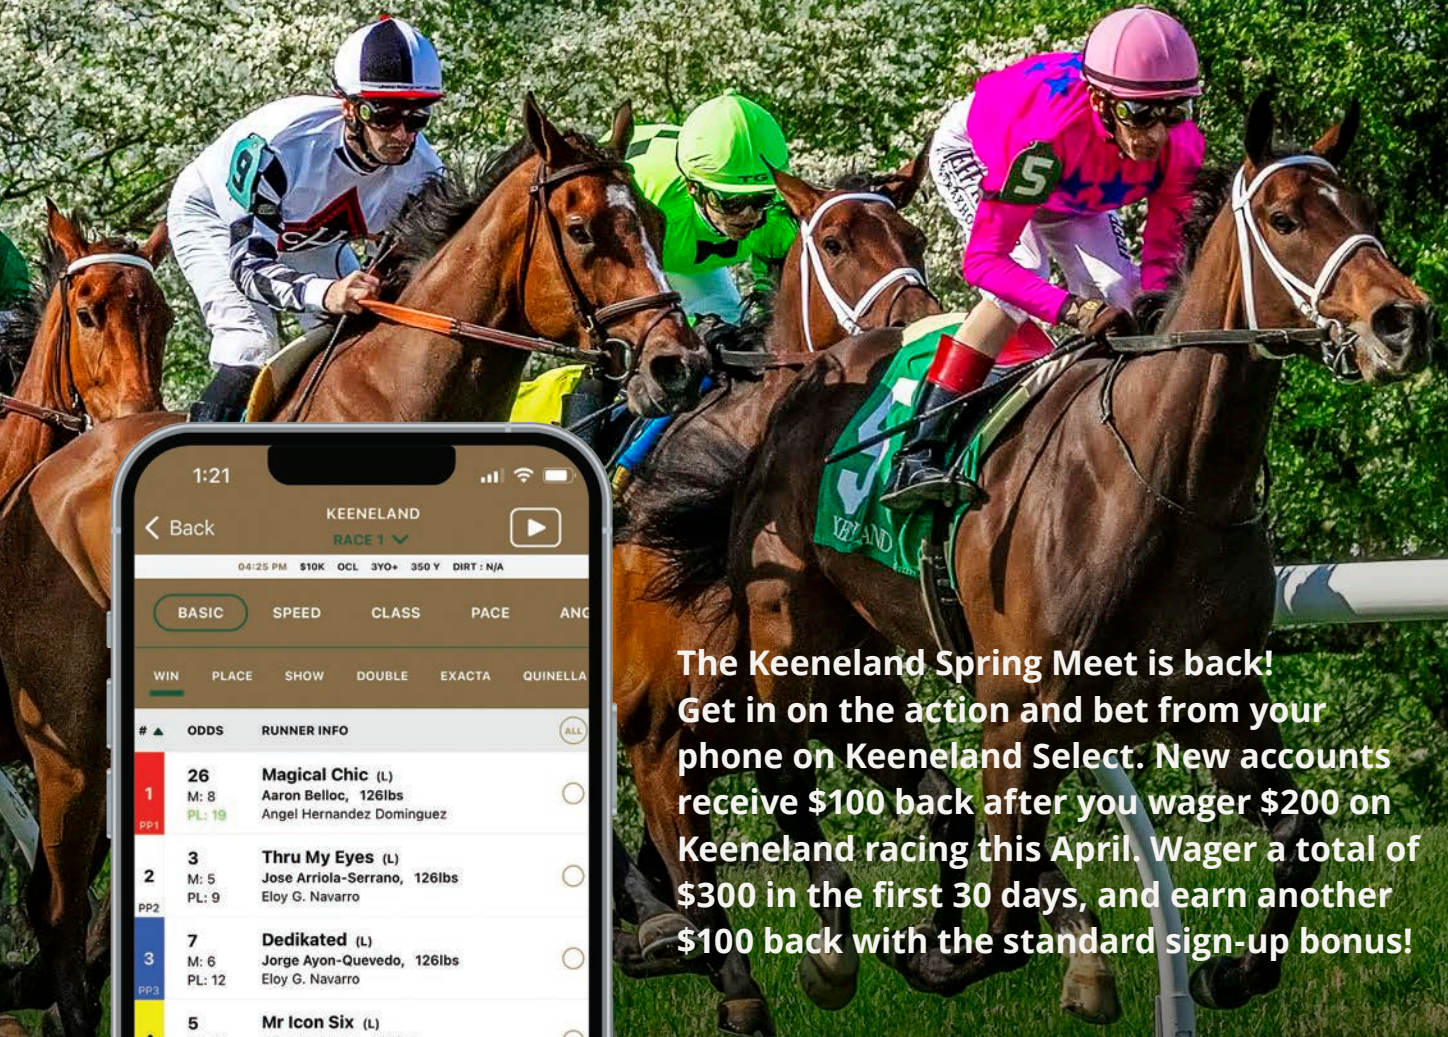 TG
5
1:21
Back
KEENELAND
RACE 1
04:25 PM $10K OCL 3YO+ 350 Y DIRT : N/A
BASIC SPEED CLASS PACE ANG
WIN PLACE SHOW DOUBLE EXACTA QUINELLA
# ODDS RUNNER INFO ALL
1
PP1
26
M: 8
PL: 19
Magical Chic (L)
Aaron Belloc, 126lbs
Angel Hernandez Dominguez
2
PP2
3
M: 5
PL: 9
Thru My Eyes (L)
Jose Arriola-Serrano, 126lbs
Eloy G. Navarro
3
PP3
7
M: 6
PL: 12
Dedikated (L)
Jorge Ayon-Quevedo, 126lbs
Eloy G. Navarro
5
Mr Icon Six (L)
The Keeneland Spring Meet is back!
Get in on the action and bet from your
phone on Keeneland Select. New accounts
receive $100 back after you wager $200 on
Keeneland racing this April. Wager a total of
$300 in the first 30 days, and earn another
$100 back with the standard sign-up bonus!